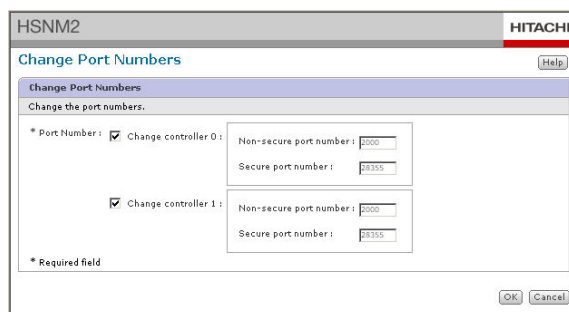 HSNM2
HITACHI
Change Port Numbers
Help
Change Port Numbers
Change the port numbers.
* Port Number : Change controller 0 :
Non-secure port number : 2000
Secure port number : 28355
Change controller 1 :
Non-secure port number : 2000
Secure port number : 28355
* Required field
OK Cancel